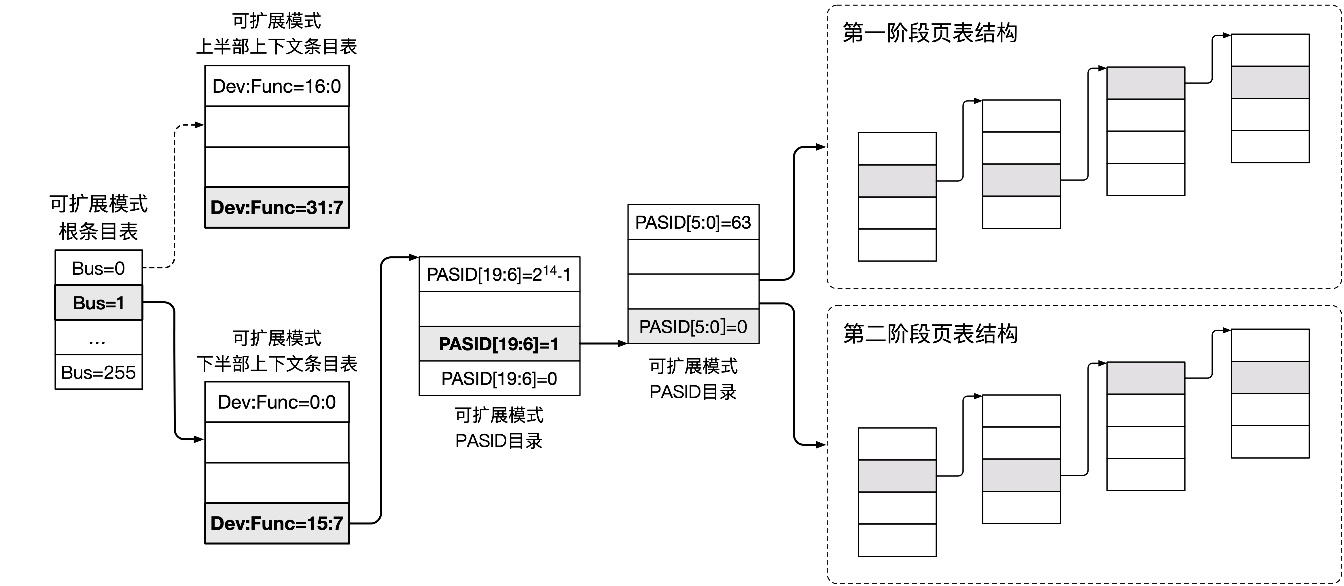 可扩展模式
上半部上下文条目表
Dev:Func=16:0
Dev:Func=31:7
可扩展模式
根条目表
Bus=0
Bus=1
...
Bus=255
可扩展模式
下半部上下文条目表
Dev:Func=0:0
Dev:Func=15:7
PASID[19:6]=2¹⁴-1
PASID[19:6]=1
PASID[19:6]=0
可扩展模式
PASID目录
PASID[5:0]=63
PASID[5:0]=0
可扩展模式
PASID目录
第一阶段页表结构
第二阶段页表结构